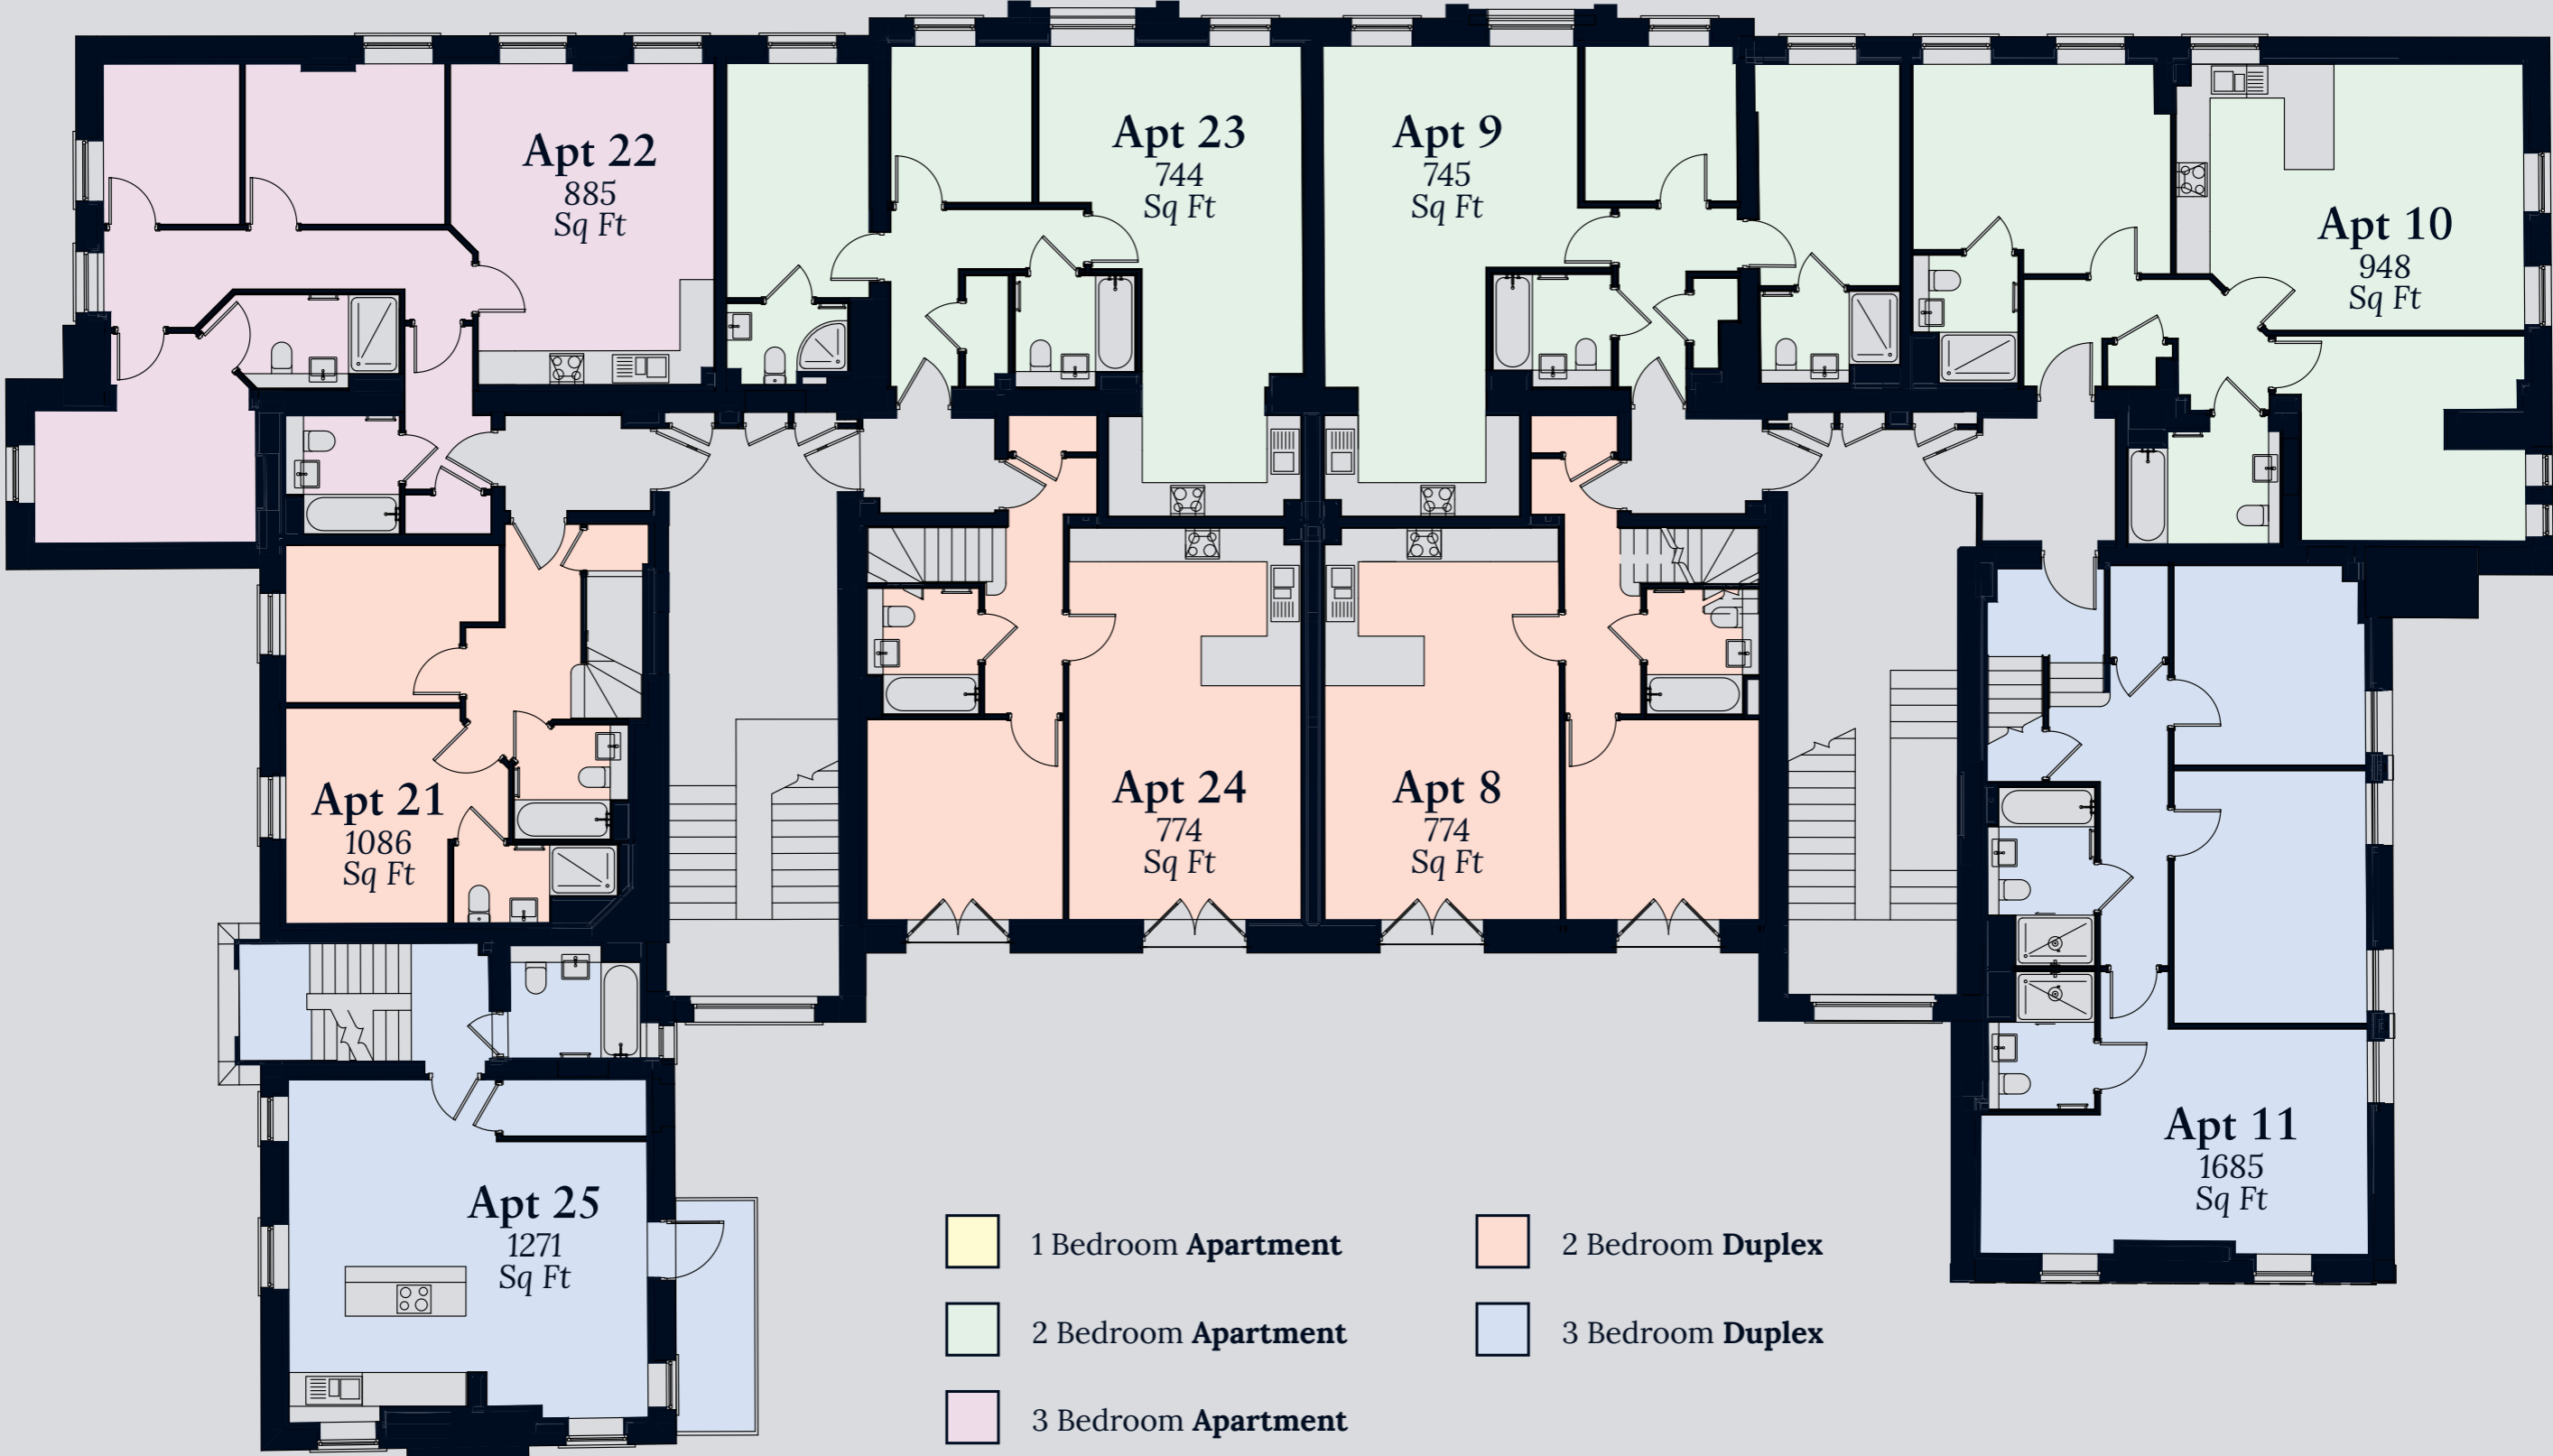 Apt 22
885
Sq Ft
Apt 23
744
Sq Ft
Apt 9
745
Sq Ft
Apt 10
948
Sq Ft
Apt 21
1086
Sq Ft
Apt 24
774
Sq Ft
Apt 8
774
Sq Ft
Apt 11
1685
Sq Ft
Apt 25
1271
Sq Ft
1 Bedroom Apartment
2 Bedroom Apartment
3 Bedroom Apartment
2 Bedroom Duplex
3 Bedroom Duplex